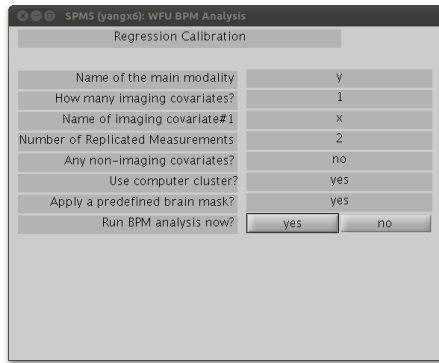 SPM5 (yangx6): WFU BPM Analysis
Regression Calibration
Name of the main modality y
How many imaging covariates? 1
Name of imaging covariate#1 x
Number of Replicated Measurements 2
Any non-imaging covariates? no
Use computer cluster? yes
Apply a predefined brain mask? yes
Run BPM analysis now? yes no